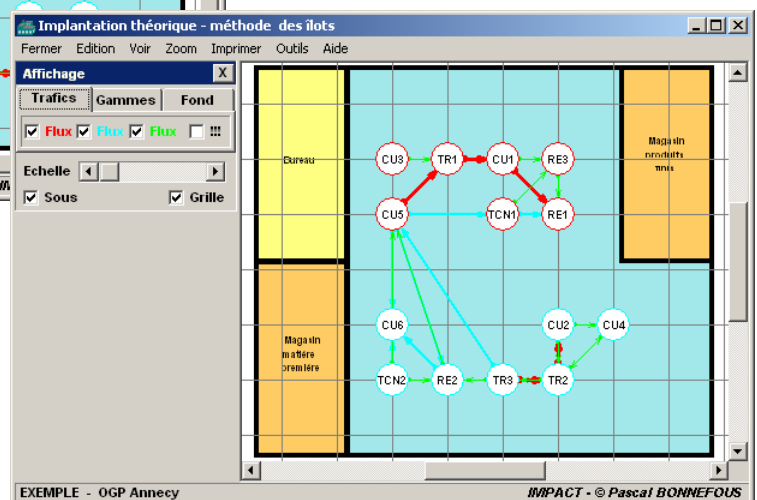 Implantation théorique - méthode des îlots
Fermer Edition Voir Zoom Imprimer Outils Aide
Affichage X
Trafics Gammes Fond
Flux Flux Flux !!!
Echelle
Sous Grille
Bureau
Magasin
produits
finis
CU3 TR1 CU1 RE3
CU5 TCN1 RE1
CU6 CU2 CU4
Magasin
matière
première
TCN2 RE2 TR3 TR2
EXEMPLE - OGP Annecy IMPACT - © Pascal BONNEFOUS